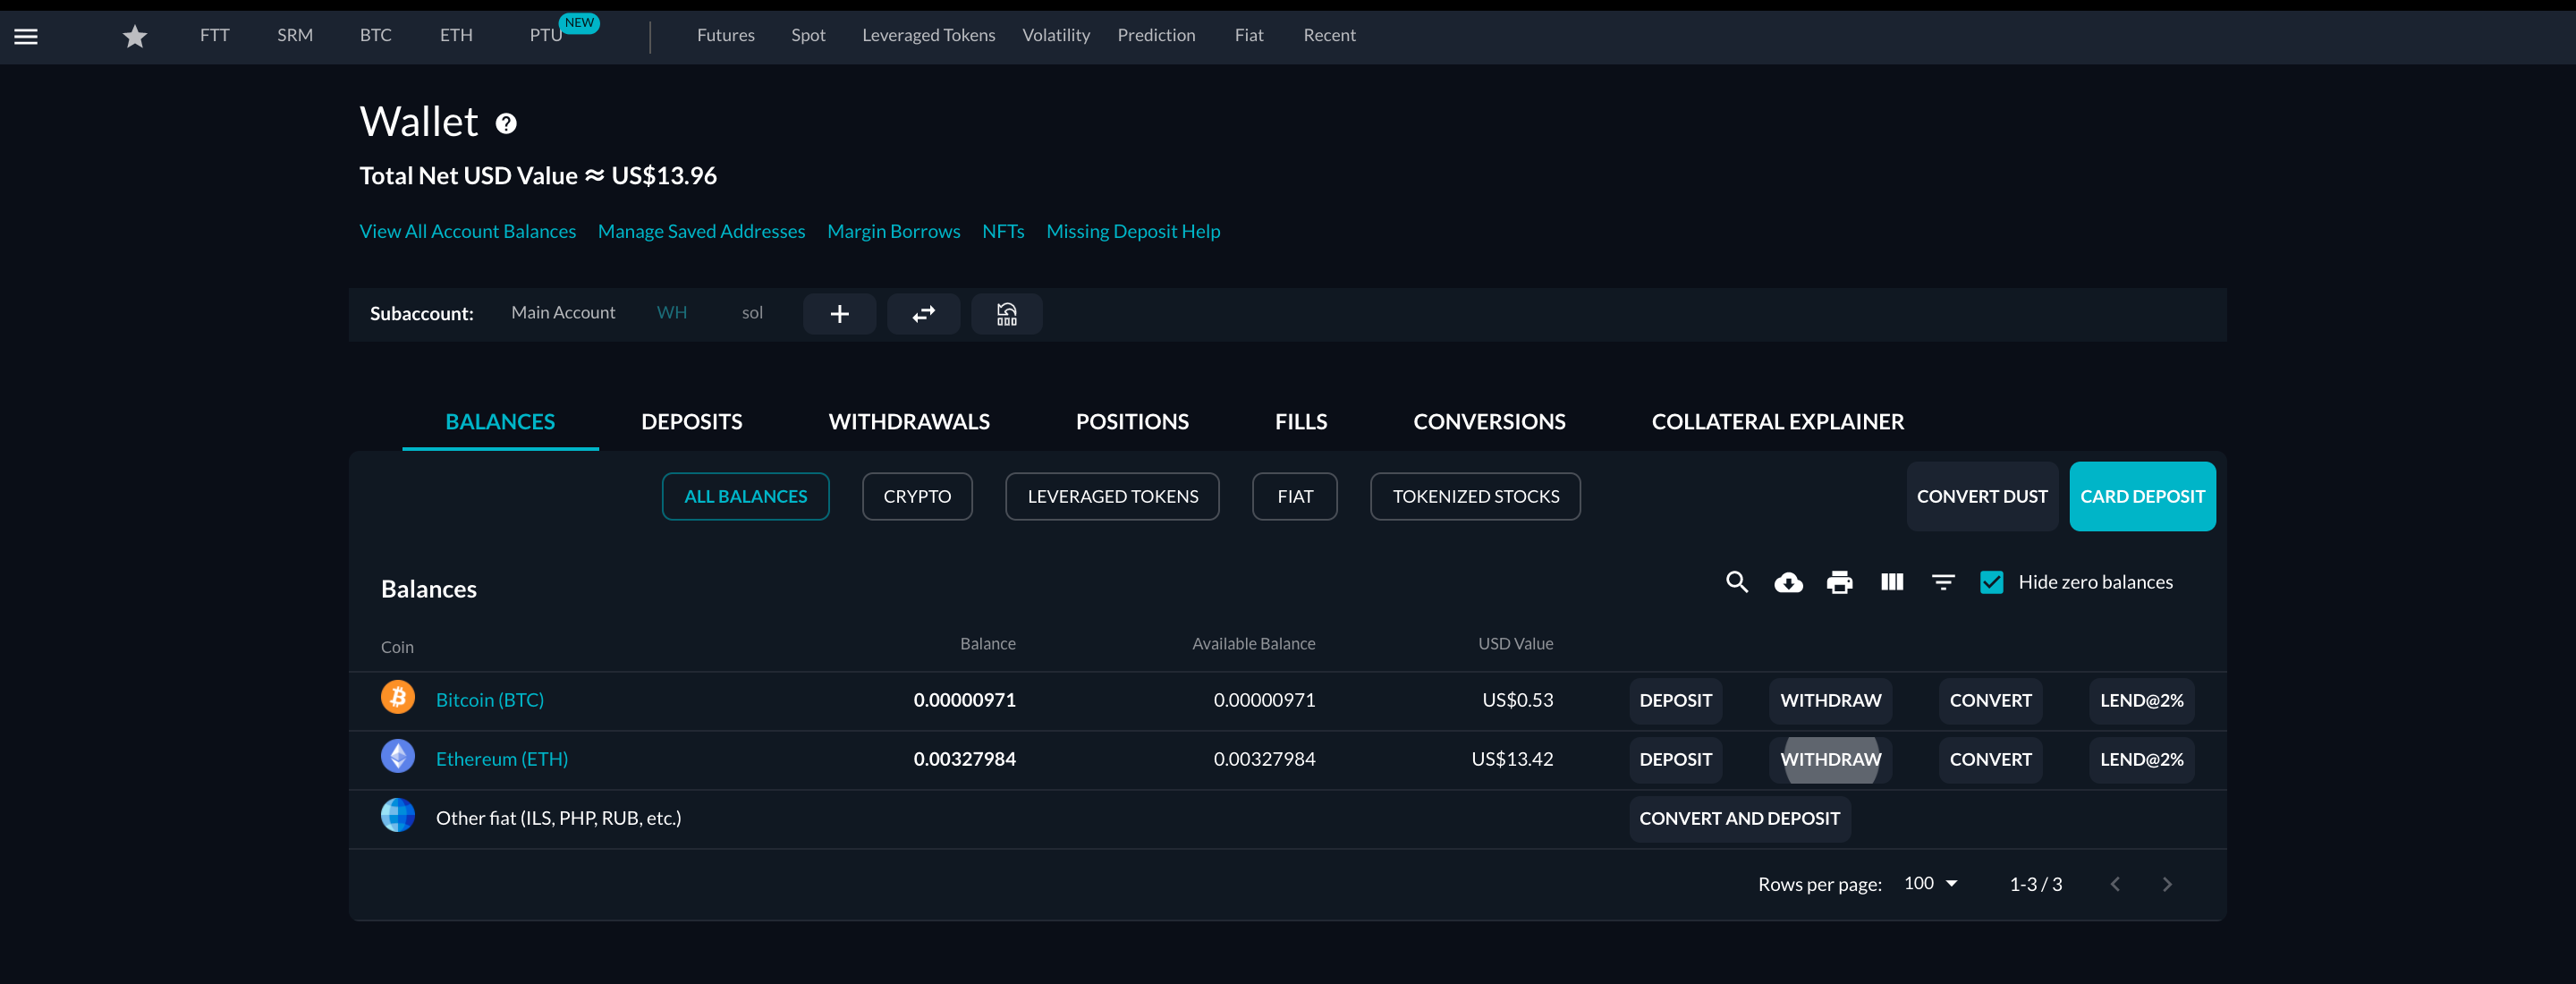 FTT SRM BTC ETH PTU NEW Futures Spot Leveraged Tokens Volatility Prediction Fiat Recent
Wallet ?
Total Net USD Value ≈ US$13.96
View All Account Balances Manage Saved Addresses Margin Borrows NFTs Missing Deposit Help
Subaccount: Main Account WH sol
BALANCES DEPOSITS WITHDRAWALS POSITIONS FILLS CONVERSIONS COLLATERAL EXPLAINER
ALL BALANCES CRYPTO LEVERAGED TOKENS FIAT TOKENIZED STOCKS CONVERT DUST CARD DEPOSIT
Balances Hide zero balances
Coin Balance Available Balance USD Value
Bitcoin (BTC) 0.00000971 0.00000971 US$0.53 DEPOSIT WITHDRAW CONVERT LEND@2%
Ethereum (ETH) 0.00327984 0.00327984 US$13.42 DEPOSIT WITHDRAW CONVERT LEND@2%
Other fiat (ILS, PHP, RUB, etc.) CONVERT AND DEPOSIT
Rows per page: 100 1-3 / 3